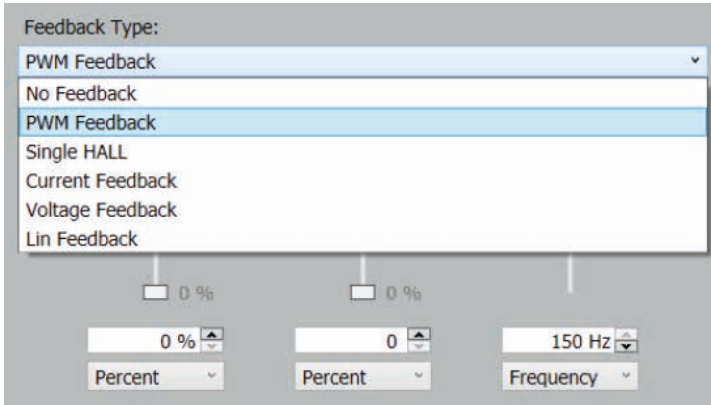 Feedback Type:
PWM Feedback
No Feedback
PWM Feedback
Single HALL
Current Feedback
Voltage Feedback
Lin Feedback
0 % 0 %
0 % 0 150 Hz
Percent Percent Frequency